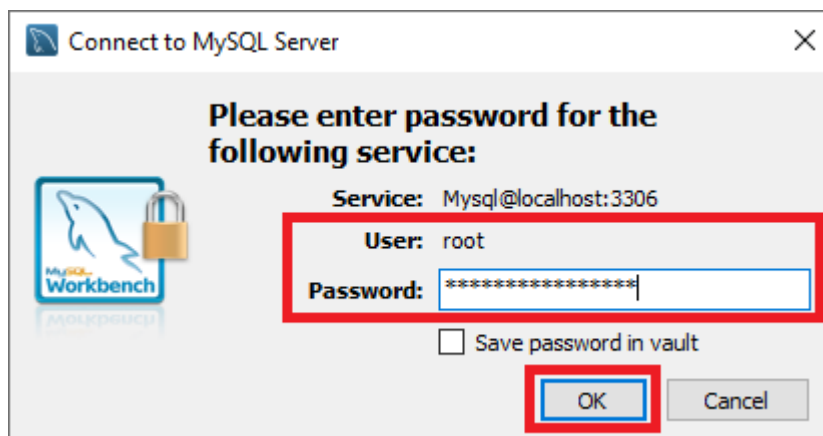 Connect to MySQL Server
Please enter password for the
following service:
Service: Mysql@localhost:3306
User: root
Password: ****************
MySQL
Workbench
Save password in vault
OK Cancel